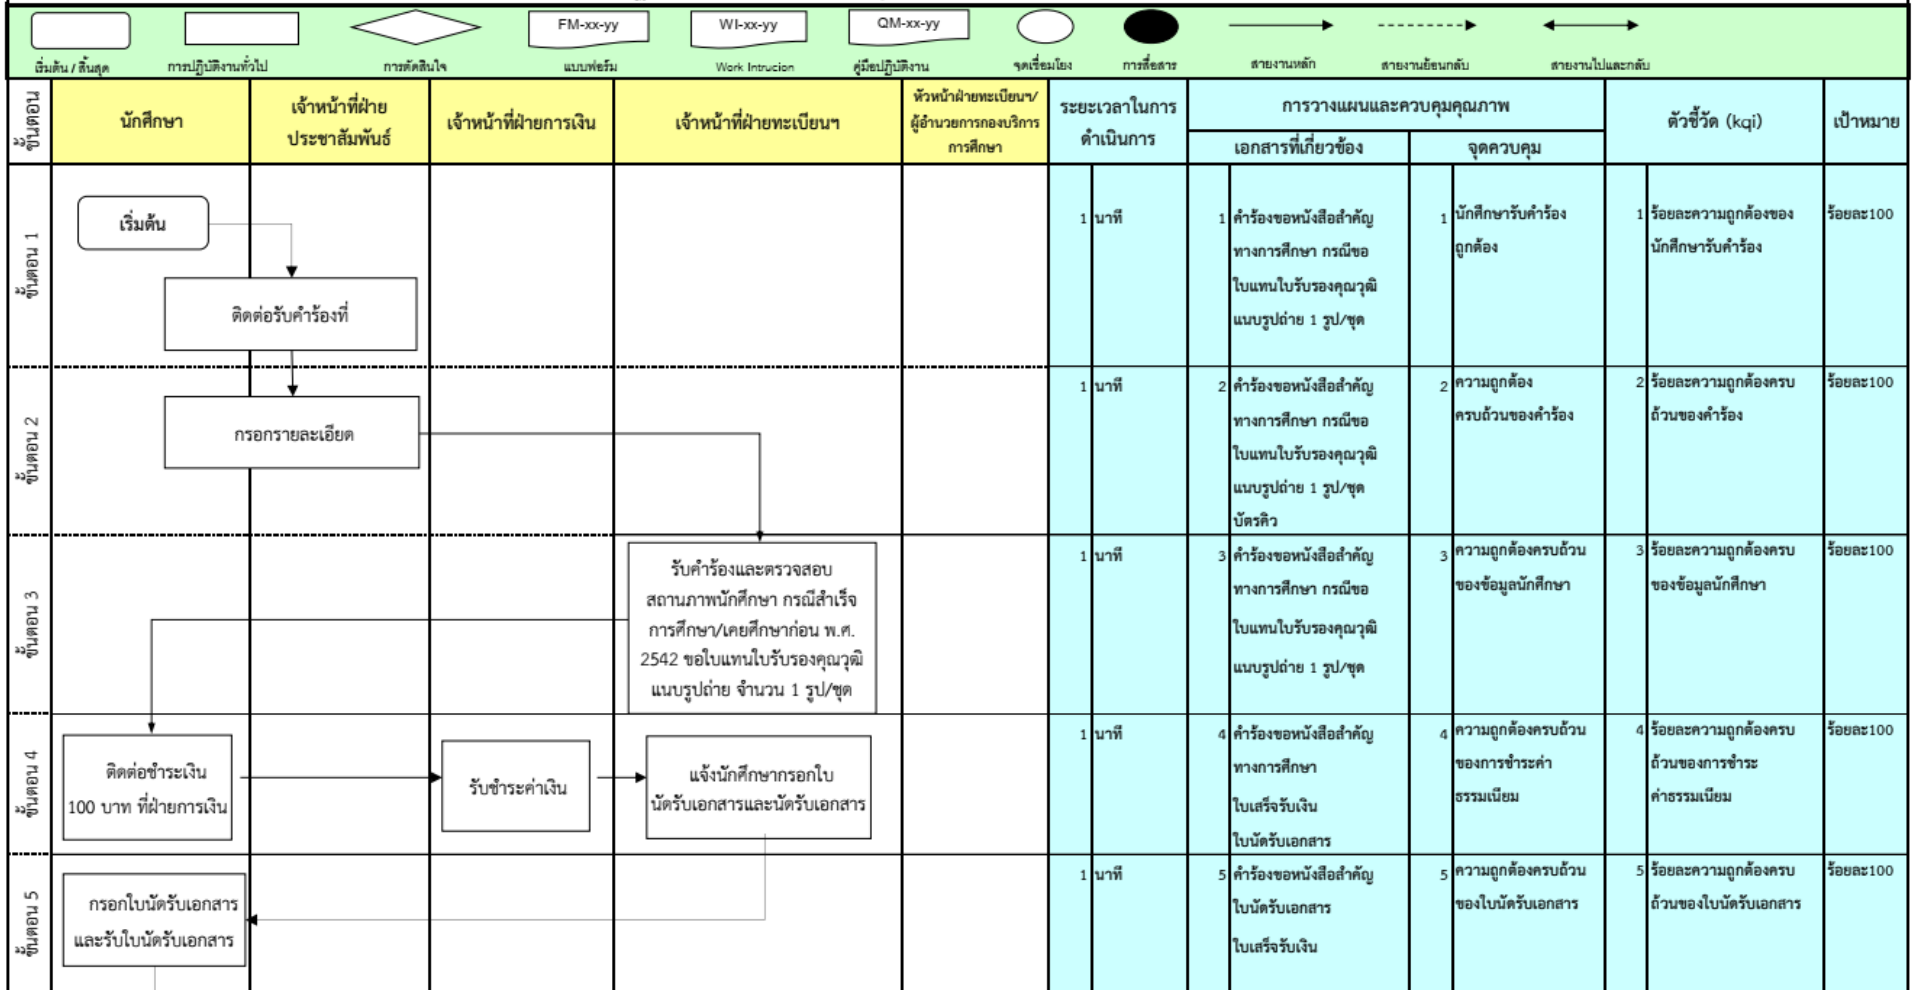 FM-xx-yy
WI-xx-yy
QM-xx-yy
เริ่มต้น / สิ้นสุด
การปฏิบัติงานทั่วไป
การตัดสินใจ
แบบฟอร์ม
Work Intrucion
คู่มือปฏิบัติงาน
จุดเชื่อมโยง
การสื่อสาร
สายงานหลัก
สายงานย้อนกลับ
สายงานไปและกลับ
ขั้นตอน
นักศึกษา
เจ้าหน้าที่ฝ่าย
ประชาสัมพันธ์
เจ้าหน้าที่ฝ่ายการเงิน
เจ้าหน้าที่ฝ่ายทะเบียนฯ
หัวหน้าฝ่ายทะเบียนฯ/
ผู้อำนวยการกองบริการ
การศึกษา
ระยะเวลาในการ
ดำเนินการ
การวางแผนและควบคุมคุณภาพ
เอกสารที่เกี่ยวข้อง
จุดควบคุม
ตัวชี้วัด (kqi)
เป้าหมาย
ขั้นตอน 1
เริ่มต้น
ติดต่อรับคำร้องที่
1 นาที
1 คำร้องขอหนังสือสำคัญ
ทางการศึกษา กรณีขอ
ใบแทนใบรับรองคุณวุฒิ
แนบรูปถ่าย 1 รูป/ชุด
1 นักศึกษารับคำร้อง
ถูกต้อง
1 ร้อยละความถูกต้องของ
นักศึกษารับคำร้อง
ร้อยละ100
ขั้นตอน 2
กรอกรายละเอียด
1 นาที
2 คำร้องขอหนังสือสำคัญ
ทางการศึกษา กรณีขอ
ใบแทนใบรับรองคุณวุฒิ
แนบรูปถ่าย 1 รูป/ชุด
บัตรคิว
2 ความถูกต้อง
ครบถ้วนของคำร้อง
2 ร้อยละความถูกต้องครบ
ถ้วนของคำร้อง
ร้อยละ100
ขั้นตอน 3
รับคำร้องและตรวจสอบ
สถานภาพนักศึกษา กรณีสำเร็จ
การศึกษา/เคยศึกษาก่อน พ.ศ.
2542 ขอใบแทนใบรับรองคุณวุฒิ
แนบรูปถ่าย จำนวน 1 รูป/ชุด
1 นาที
3 คำร้องขอหนังสือสำคัญ
ทางการศึกษา กรณีขอ
ใบแทนใบรับรองคุณวุฒิ
แนบรูปถ่าย 1 รูป/ชุด
3 ความถูกต้องครบถ้วน
ของข้อมูลนักศึกษา
3 ร้อยละความถูกต้องครบ
ของข้อมูลนักศึกษา
ร้อยละ100
ขั้นตอน 4
ติดต่อชำระเงิน
100 บาท ที่ฝ่ายการเงิน
รับชำระค่าเงิน
แจ้งนักศึกษากรอกใบ
นัดรับเอกสารและนัดรับเอกสาร
1 นาที
4 คำร้องขอหนังสือสำคัญ
ทางการศึกษา
ใบเสร็จรับเงิน
ใบนัดรับเอกสาร
4 ความถูกต้องครบถ้วน
ของการชำระค่า
ธรรมเนียม
4 ร้อยละความถูกต้องครบ
ถ้วนของการชำระ
ค่าธรรมเนียม
ร้อยละ100
ขั้นตอน 5
กรอกใบนัดรับเอกสาร
และรับใบนัดรับเอกสาร
1 นาที
5 คำร้องขอหนังสือสำคัญ
ใบนัดรับเอกสาร
ใบเสร็จรับเงิน
5 ความถูกต้องครบถ้วน
ของใบนัดรับเอกสาร
5 ร้อยละความถูกต้องครบ
ถ้วนของใบนัดรับเอกสาร
ร้อยละ100